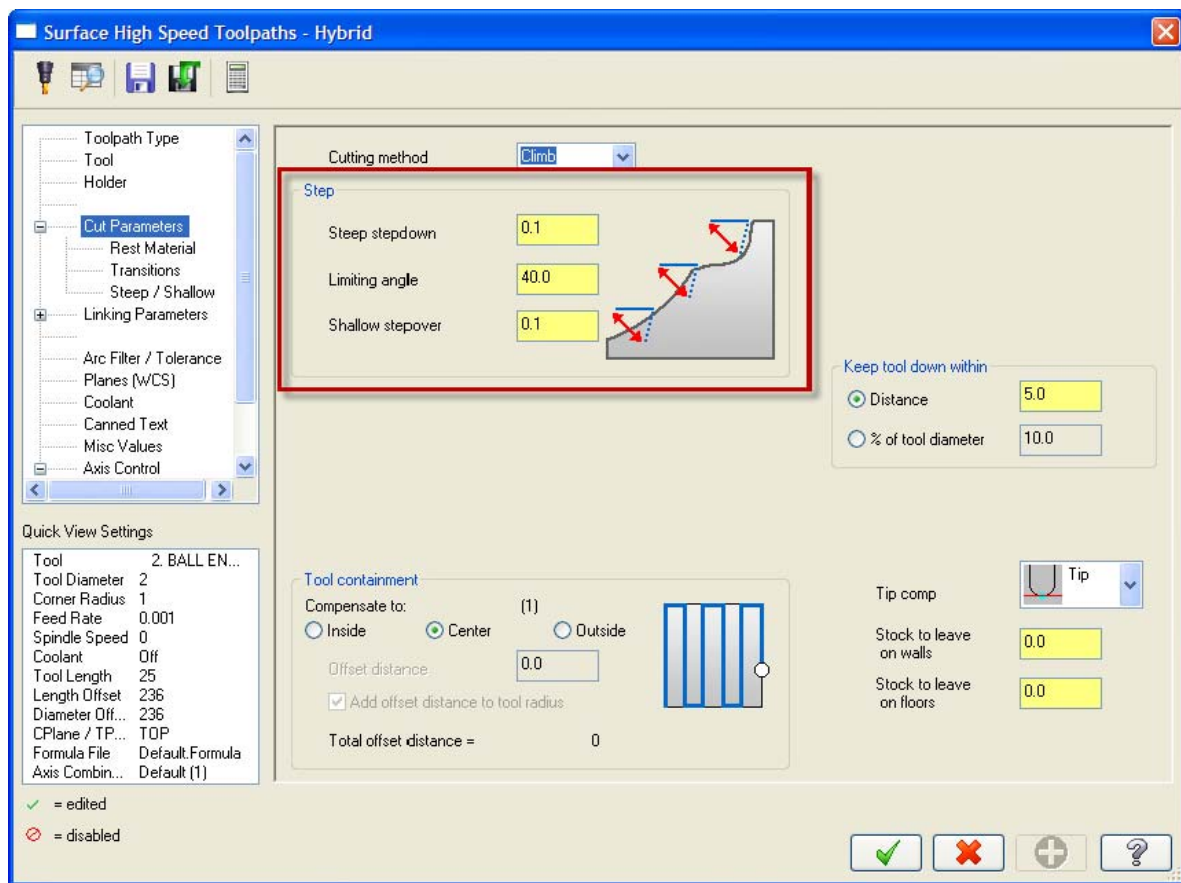 Surface High Speed Toolpaths - Hybrid
Toolpath Type
Tool
Holder
Cut Parameters
Rest Material
Transitions
Steep / Shallow
Linking Parameters
Arc Filter / Tolerance
Planes (WCS)
Coolant
Canned Text
Misc Values
Axis Control
Quick View Settings
Tool 2. BALL EN...
Tool Diameter 2
Corner Radius 1
Feed Rate 0.001
Spindle Speed 0
Coolant Off
Tool Length 25
Length Offset 236
Diameter Off... 236
CPlane / TP... TOP
Formula File Default.Formula
Axis Combin... Default (1)
= edited
= disabled
Cutting method Climb
Step
Steep stepdown 0.1
Limiting angle 40.0
Shallow stepover 0.1
Keep tool down within
Distance 5.0
% of tool diameter 10.0
Tool containment
Compensate to: (1)
Inside Center Outside
Offset distance 0.0
Add offset distance to tool radius
Total offset distance = 0
Tip comp Tip
Stock to leave
on walls 0.0
Stock to leave
on floors 0.0